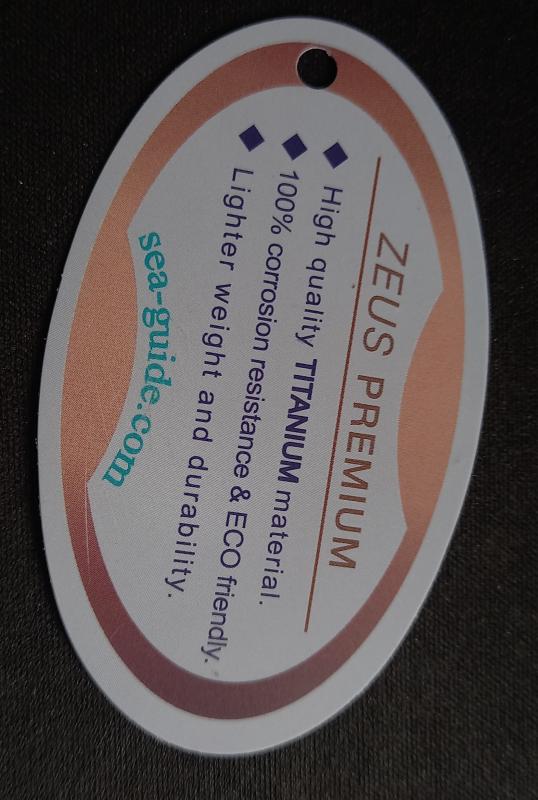 ZEUS PREMIUM
◆ High quality TITANIUM material.
◆ 100% corrosion resistance & ECO friendly.
◆ Lighter weight and durability.
sea-guide.com